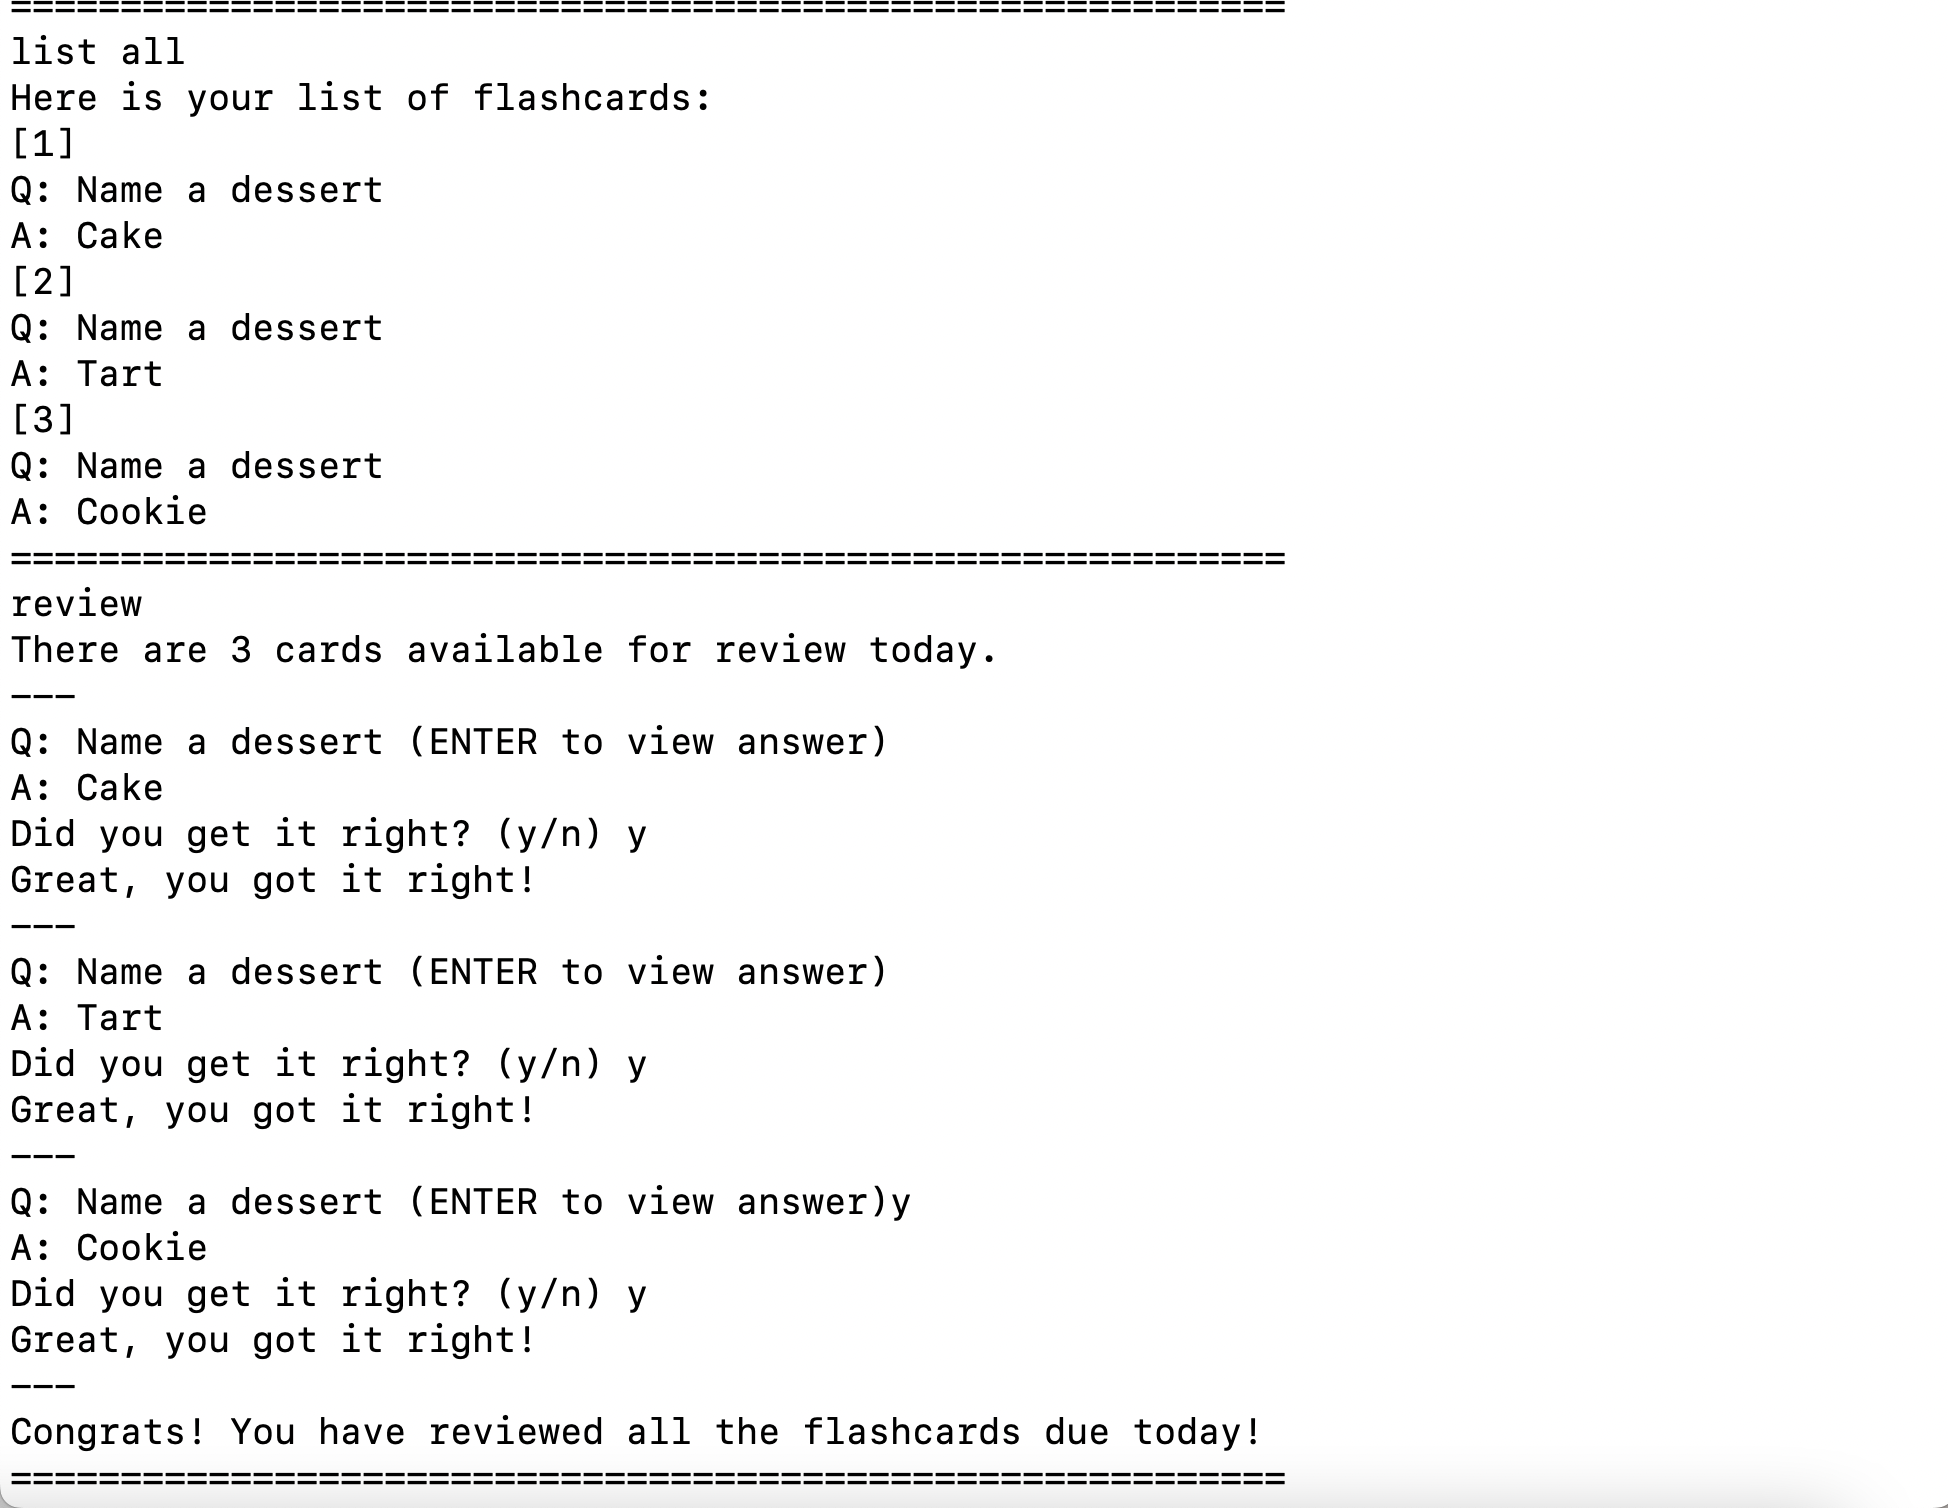 ==========================================================
list all
Here is your list of flashcards:
[1]
Q: Name a dessert
A: Cake
[2]
Q: Name a dessert
A: Tart
[3]
Q: Name a dessert
A: Cookie
==========================================================
review
There are 3 cards available for review today.
---
Q: Name a dessert (ENTER to view answer)
A: Cake
Did you get it right? (y/n) y
Great, you got it right!
---
Q: Name a dessert (ENTER to view answer)
A: Tart
Did you get it right? (y/n) y
Great, you got it right!
---
Q: Name a dessert (ENTER to view answer)y
A: Cookie
Did you get it right? (y/n) y
Great, you got it right!
---
Congrats! You have reviewed all the flashcards due today!
==========================================================